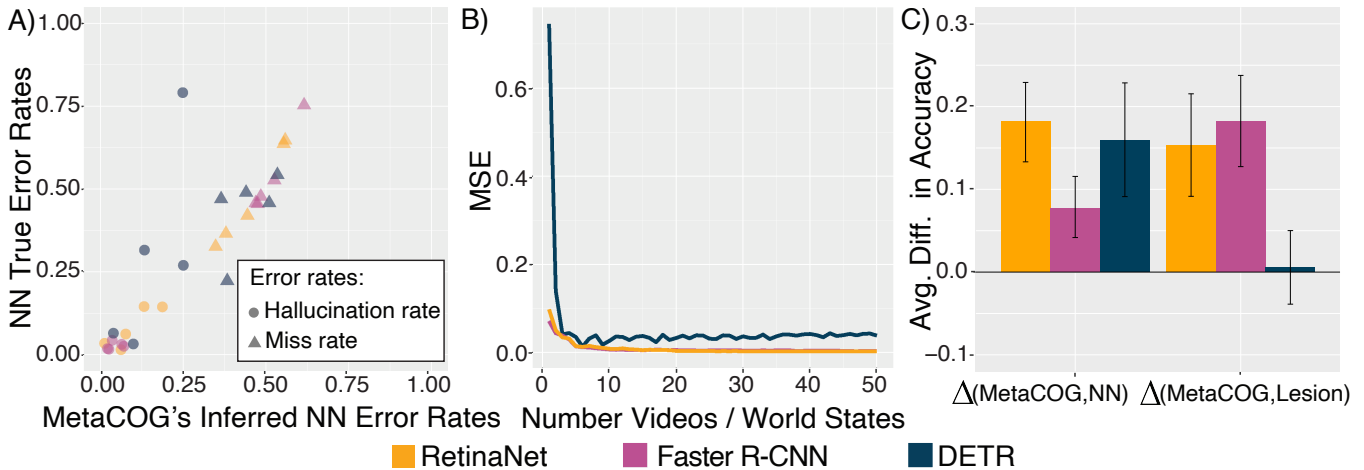 A)
NN True Error Rates
1.00
0.75
0.50
0.25
0.00
Error rates:
Hallucination rate
Miss rate
0.00 0.25 0.50 0.75 1.00
MetaCOG's Inferred NN Error Rates
B)
MSE
0.6
0.4
0.2
0.0
0 10 20 30 40 50
Number Videos / World States
C)
Avg. Diff. in Accuracy
0.3
0.2
0.1
0.0
−0.1
Δ(MetaCOG,NN) Δ(MetaCOG,Lesion)
RetinaNet Faster R-CNN DETR